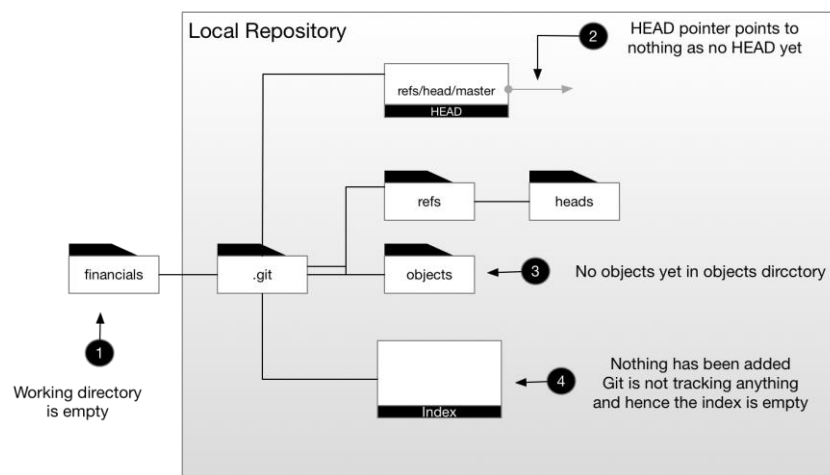 Local Repository
2
HEAD pointer points to
nothing as no HEAD yet
refs/head/master
HEAD
refs
heads
financials
.git
objects
3
No objects yet in objects dircctory
1
Working directory
is empty
Index
4
Nothing has been added
Git is not tracking anything
and hence the index is empty